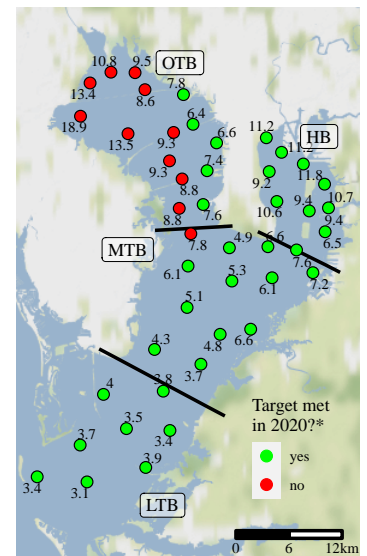 10.8 9.5
OTB
13.4 8.6 7.8
18.9 6.4
13.5 9.3 6.6 11.2 HB
11.2
9.3 7.4 9.2 11.8
8.8
8.8 7.6 10.6 9.4 10.7
9.4
MTB 7.8 4.9 6.6 6.5
7.6
6.1 5.3 6.1 7.2
5.1
4.8 6.6
4.3
3.7
4 3.8
3.5 Target met
3.7 3.4 in 2020?*
3.9 yes
3.4 3.1 no
LTB
0 6 12km